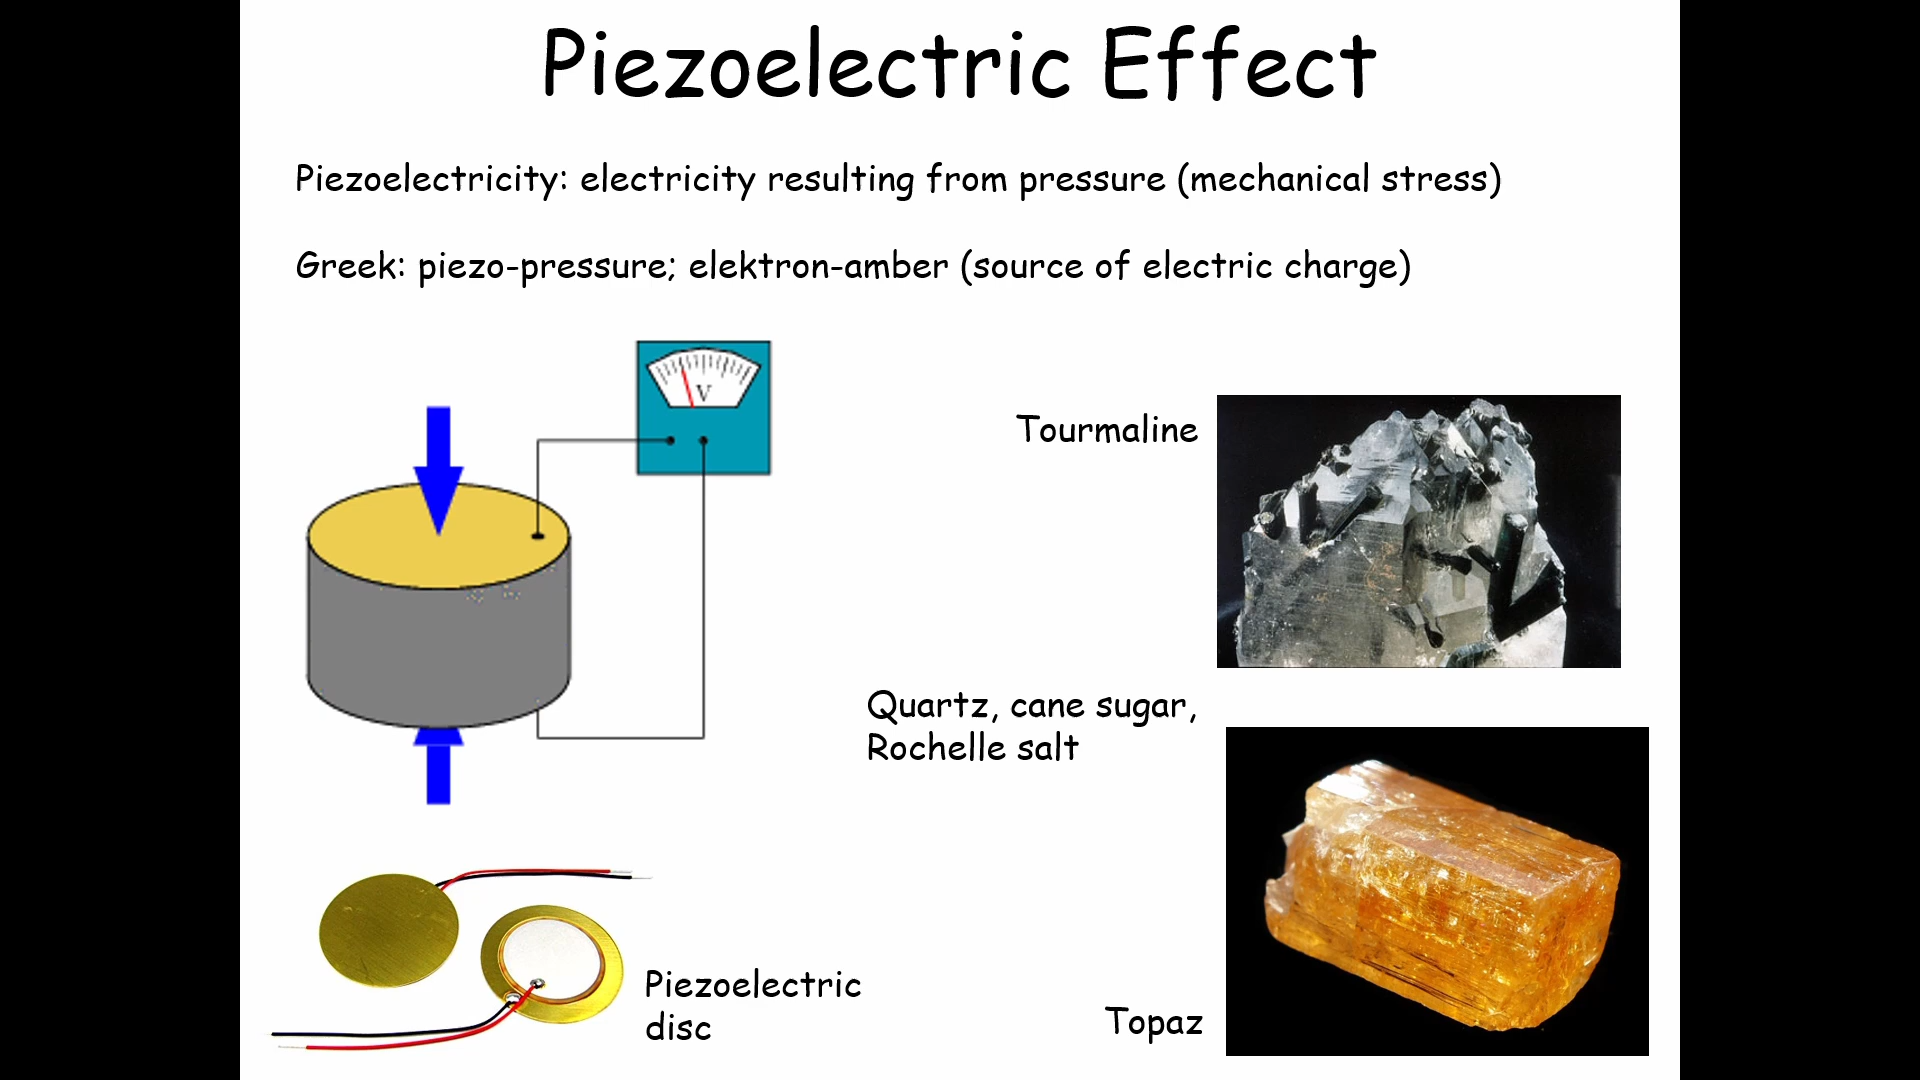 Piezoelectric Effect
Piezoelectricity: electricity resulting from pressure (mechanical stress)
Greek: piezo-pressure; elektron-amber (source of electric charge)
V
Tourmaline
Quartz, cane sugar,
Rochelle salt
Piezoelectric
disc
Topaz